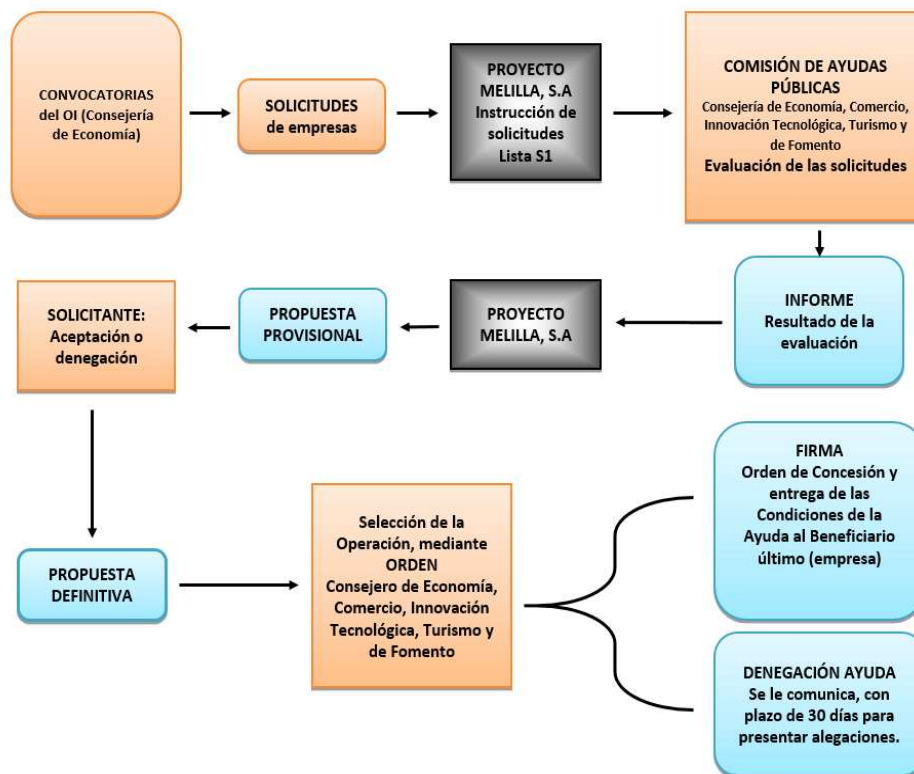 CONVOCATORIAS
del OI (Consejería
de Economía)
SOLICITUDES
de empresas
PROYECTO
MELILLA, S.A
Instrucción de
solicitudes
Lista S1
COMISIÓN DE AYUDAS
PÚBLICAS
Consejería de Economía, Comercio,
Innovación Tecnológica, Turismo y
de Fomento
Evaluación de las solicitudes
INFORME
Resultado de la
evaluación
PROYECTO
MELILLA, S.A
PROPUESTA
PROVISIONAL
SOLICITANTE:
Aceptación o
denegación
PROPUESTA
DEFINITIVA
Selección de la
Operación, mediante
ORDEN
Consejero de Economía,
Comercio, Innovación
Tecnológica, Turismo y
de Fomento
FIRMA
Orden de Concesión y
entrega de las
Condiciones de la
Ayuda al Beneficiario
último (empresa)
DENEGACIÓN AYUDA
Se le comunica, con
plazo de 30 días para
presentar alegaciones.